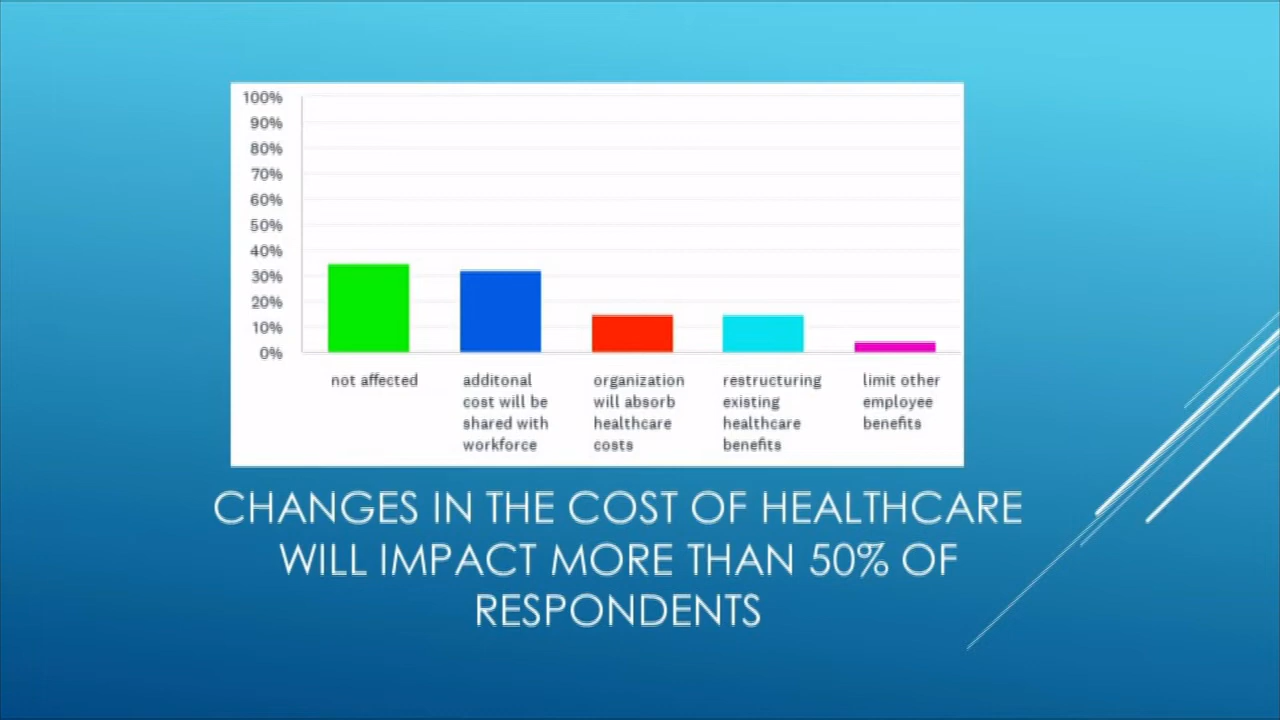 100%
90%
80%
70%
60%
50%
40%
30%
20%
10%
0%
not affected
additonal
cost will be
shared with
workforce
organization
will absorb
healthcare
costs
restructuring
existing
healthcare
benefits
limit other
employee
benefits
CHANGES IN THE COST OF HEALTHCARE
WILL IMPACT MORE THAN 50% OF
RESPONDENTS